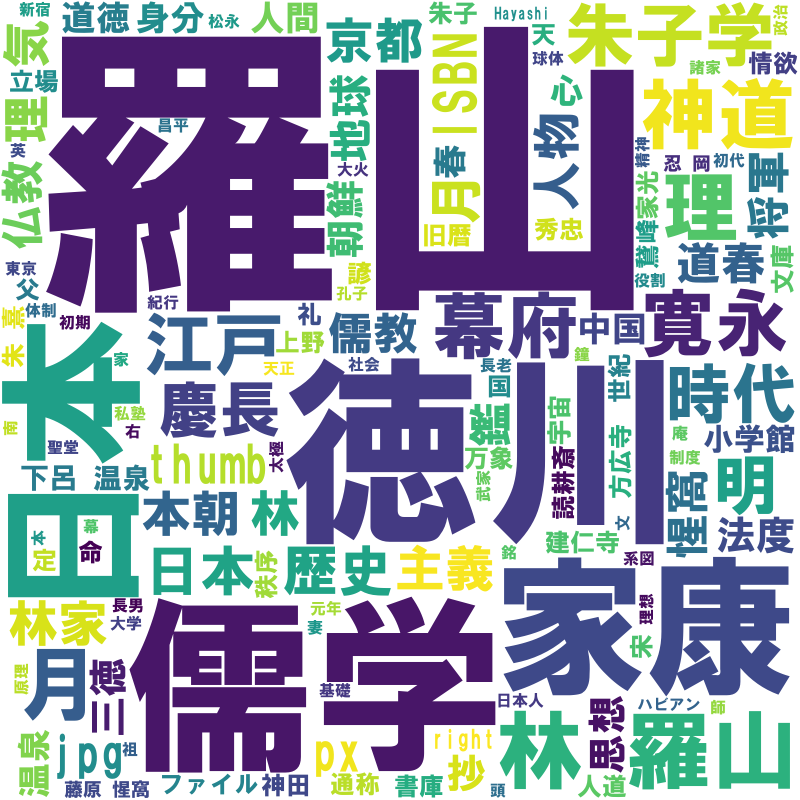 新宿
道徳
身分
松永
人間
京都
朱子
Hayashi
天
球体
朱子学
政治
諸家
情欲
立場
理気
昌平
羅山
地球
大火
ISBN
春
月
心
人物
精神
神道
忍岡
初代
理
将軍
仏教
英
朝鮮
旧暦
秀忠
鵞峰
家光
役割
道春
文庫
東京
父
体制
紀行
諺
孔子
礼
初期
朱熹
江戸
上野
儒教
幕府
中国
寛永
日本
家
天正
社会
長老
鐘
国
世紀
慶長
徳川
鑑
宇宙
時代
南
私塾
右
聖堂
thumb
太極
万象
武家
読耕斎
方広寺
庵
小学館
制度
下呂 温泉
本朝
林
惺窩
明
文
本
幕
定
命
日本
秩序
歴史
主義
銘
建仁寺
系図
法度
林家
長男
大学
元年
妻
儒学
家康
宋
理想
原理
月
三徳
基礎
日本人
ハビアン
師
思想
林
羅山
温泉
jpg
祖
px
right
抄
藤原 惺窩
ファイル
神田
通称
書庫
頭
人道